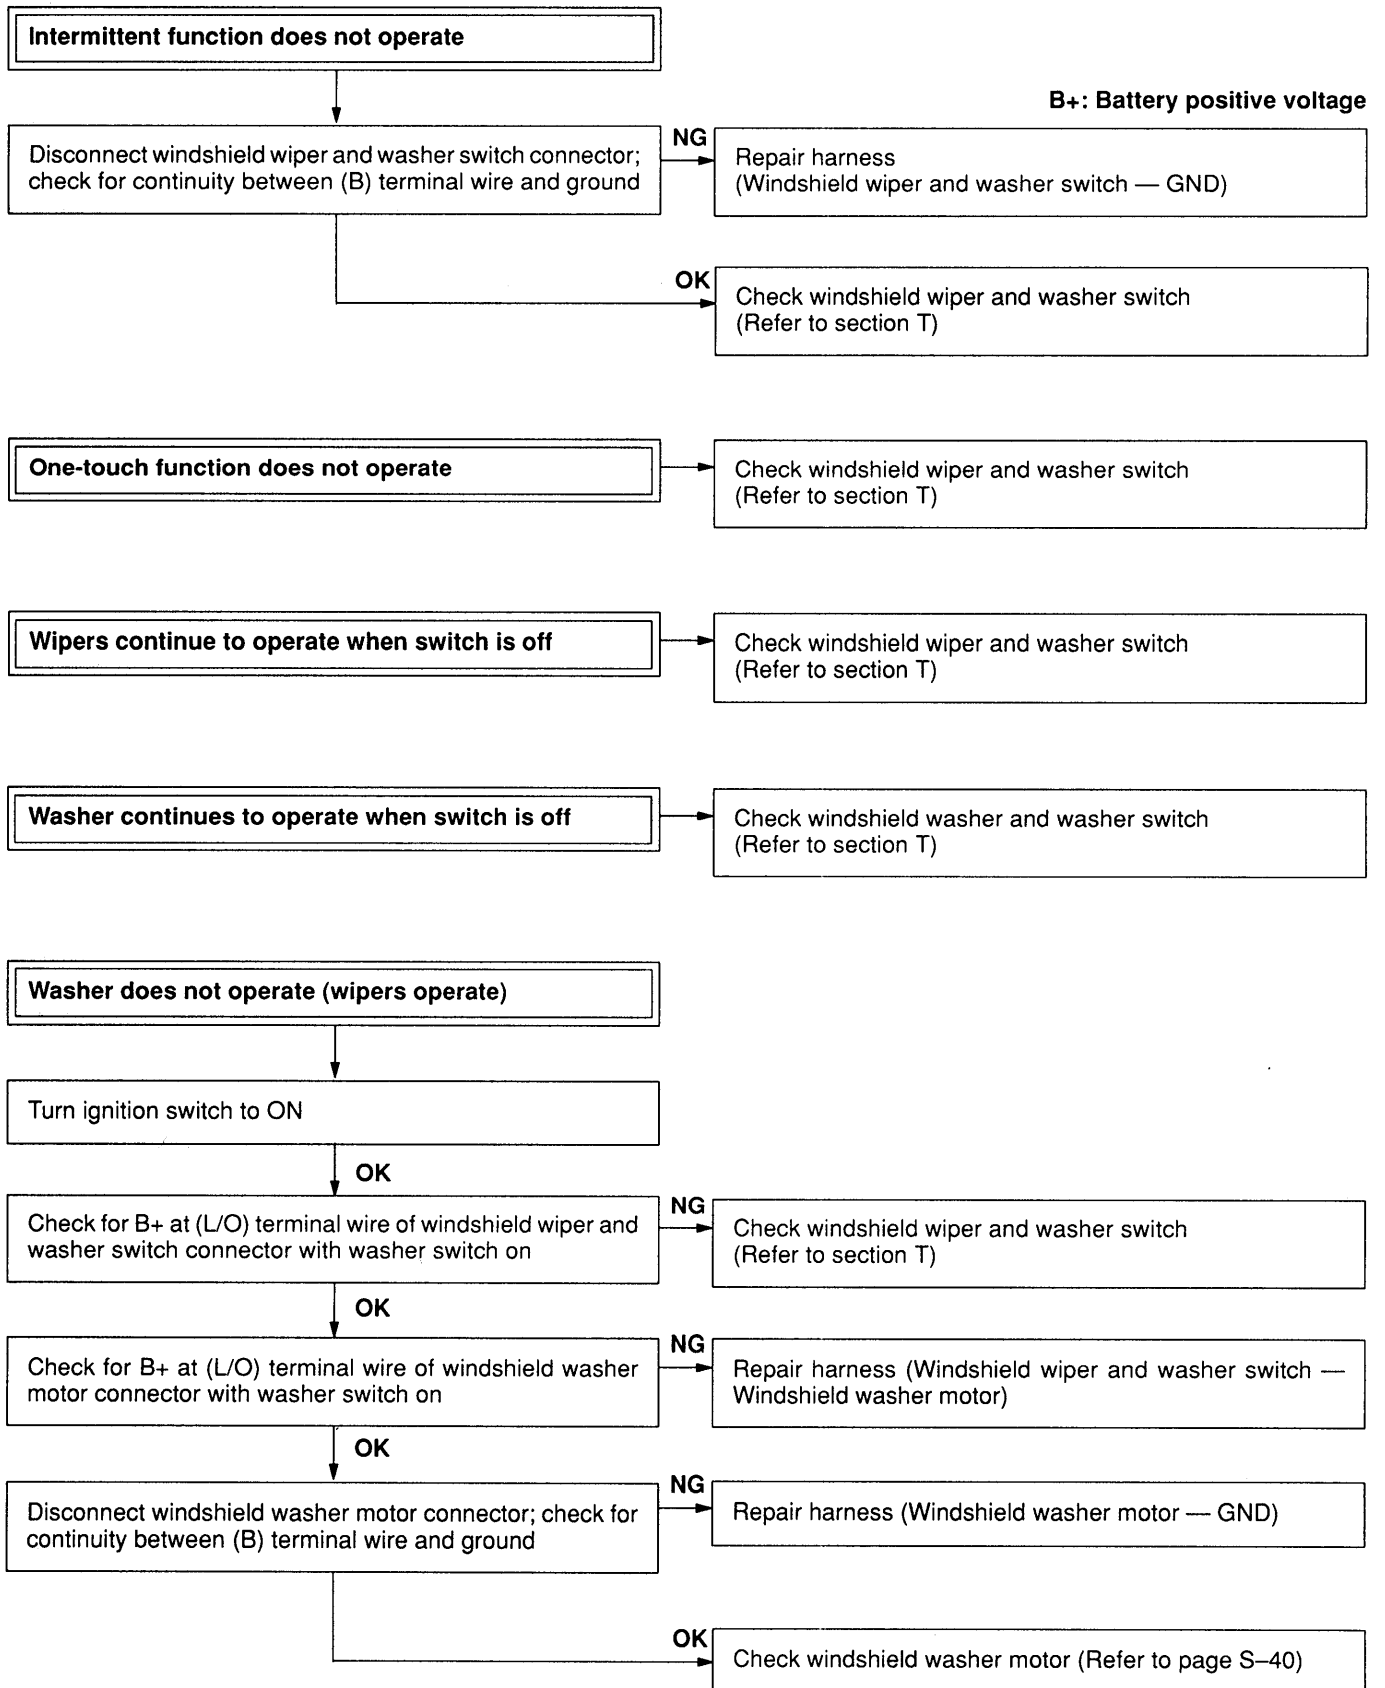 Intermittent function does not operate
B+: Battery positive voltage
Disconnect windshield wiper and washer switch connector;
check for continuity between (B) terminal wire and ground
NG
Repair harness
(Windshield wiper and washer switch — GND)
OK
Check windshield wiper and washer switch
(Refer to section T)
One-touch function does not operate
Check windshield wiper and washer switch
(Refer to section T)
Wipers continue to operate when switch is off
Check windshield wiper and washer switch
(Refer to section T)
Washer continues to operate when switch is off
Check windshield washer and washer switch
(Refer to section T)
Washer does not operate (wipers operate)
Turn ignition switch to ON
OK
Check for B+ at (L/O) terminal wire of windshield wiper and
washer switch connector with washer switch on
NG
Check windshield wiper and washer switch
(Refer to section T)
OK
Check for B+ at (L/O) terminal wire of windshield washer
motor connector with washer switch on
NG
Repair harness (Windshield wiper and washer switch —
Windshield washer motor)
OK
Disconnect windshield washer motor connector; check for
continuity between (B) terminal wire and ground
NG
Repair harness (Windshield washer motor — GND)
OK
Check windshield washer motor (Refer to page S–40)